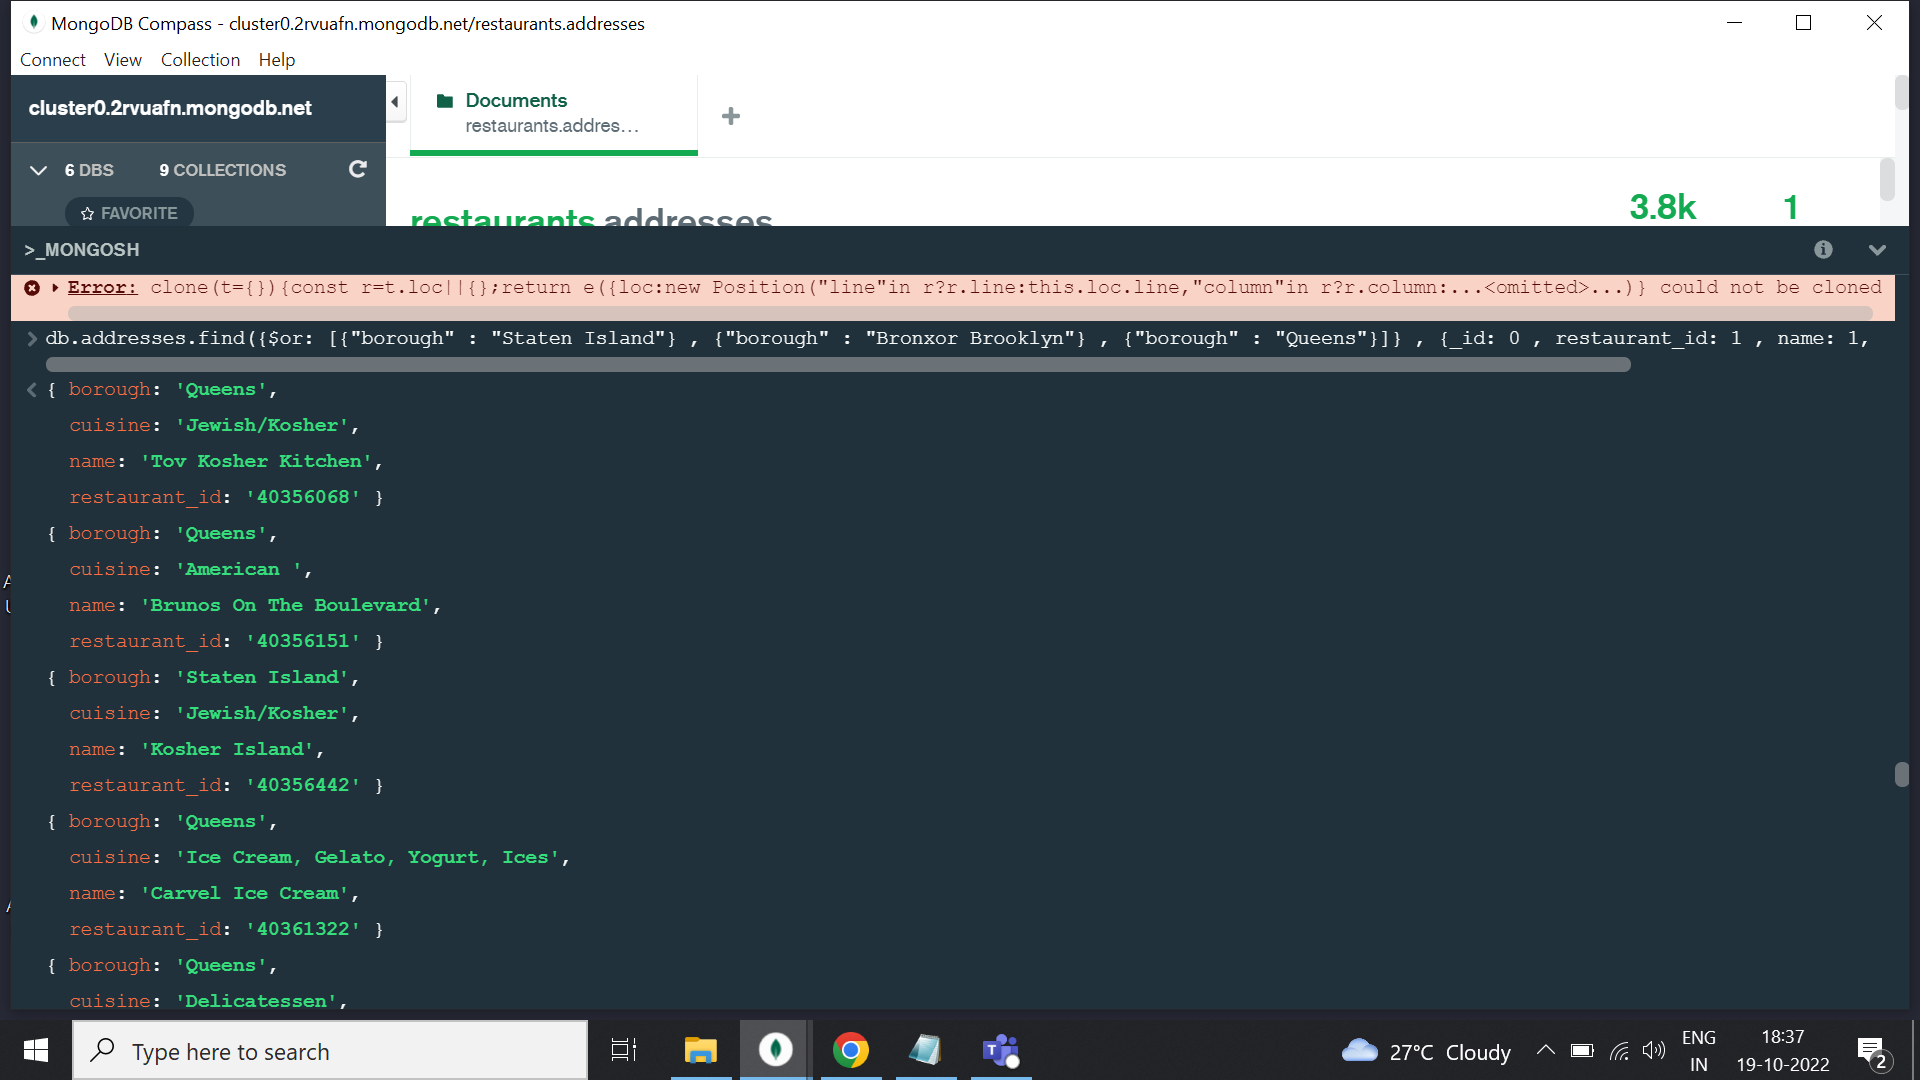 MongoDB Compass - cluster0.2rvuafn.mongodb.net/restaurants.addresses
Connect View Collection Help
cluster0.2rvuafn.mongodb.net
Documents
restaurants.addres...
6 DBS 9 COLLECTIONS
FAVORITE
restaurants.addresses
3.8k 1
>_MONGOSH
Error: clone(t={}){const r=t.loc||{};return e({loc:new Position("line"in r?r.line:this.loc.line,"column"in r?r.column:...<omitted>...)} could not be cloned
db.addresses.find({$or: [{"borough" : "Staten Island"} , {"borough" : "Bronxor Brooklyn"} , {"borough" : "Queens"}]} , {_id: 0 , restaurant_id: 1 , name: 1,
{ borough: 'Queens',
cuisine: 'Jewish/Kosher',
name: 'Tov Kosher Kitchen',
restaurant_id: '40356068' }
{ borough: 'Queens',
cuisine: 'American ',
name: 'Brunos On The Boulevard',
restaurant_id: '40356151' }
{ borough: 'Staten Island',
cuisine: 'Jewish/Kosher',
name: 'Kosher Island',
restaurant_id: '40356442' }
{ borough: 'Queens',
cuisine: 'Ice Cream, Gelato, Yogurt, Ices',
name: 'Carvel Ice Cream',
restaurant_id: '40361322' }
{ borough: 'Queens',
cuisine: 'Delicatessen',
Type here to search
27°C Cloudy
ENG
IN
18:37
19-10-2022
2